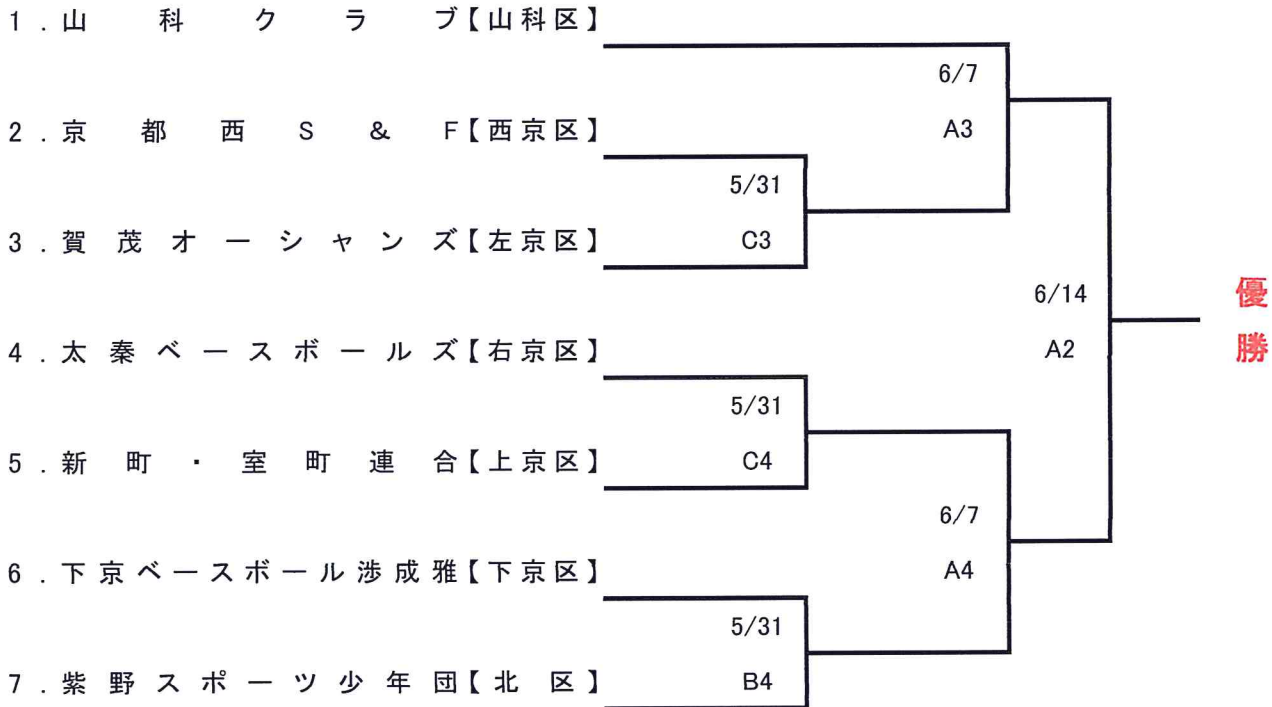 1．山科クラブ【山科区】
6/7
2．京都西S＆F【西京区】
A3
5/31
3．賀茂オーシャンズ【左京区】
C3
6/14
優
4．太秦ベースボールズ【右京区】
A2
勝
5/31
5．新町・室町連合【上京区】
C4
6/7
6．下京ベースボール渉成雅【下京区】
A4
5/31
7．紫野スポーツ少年団【北区】
B4